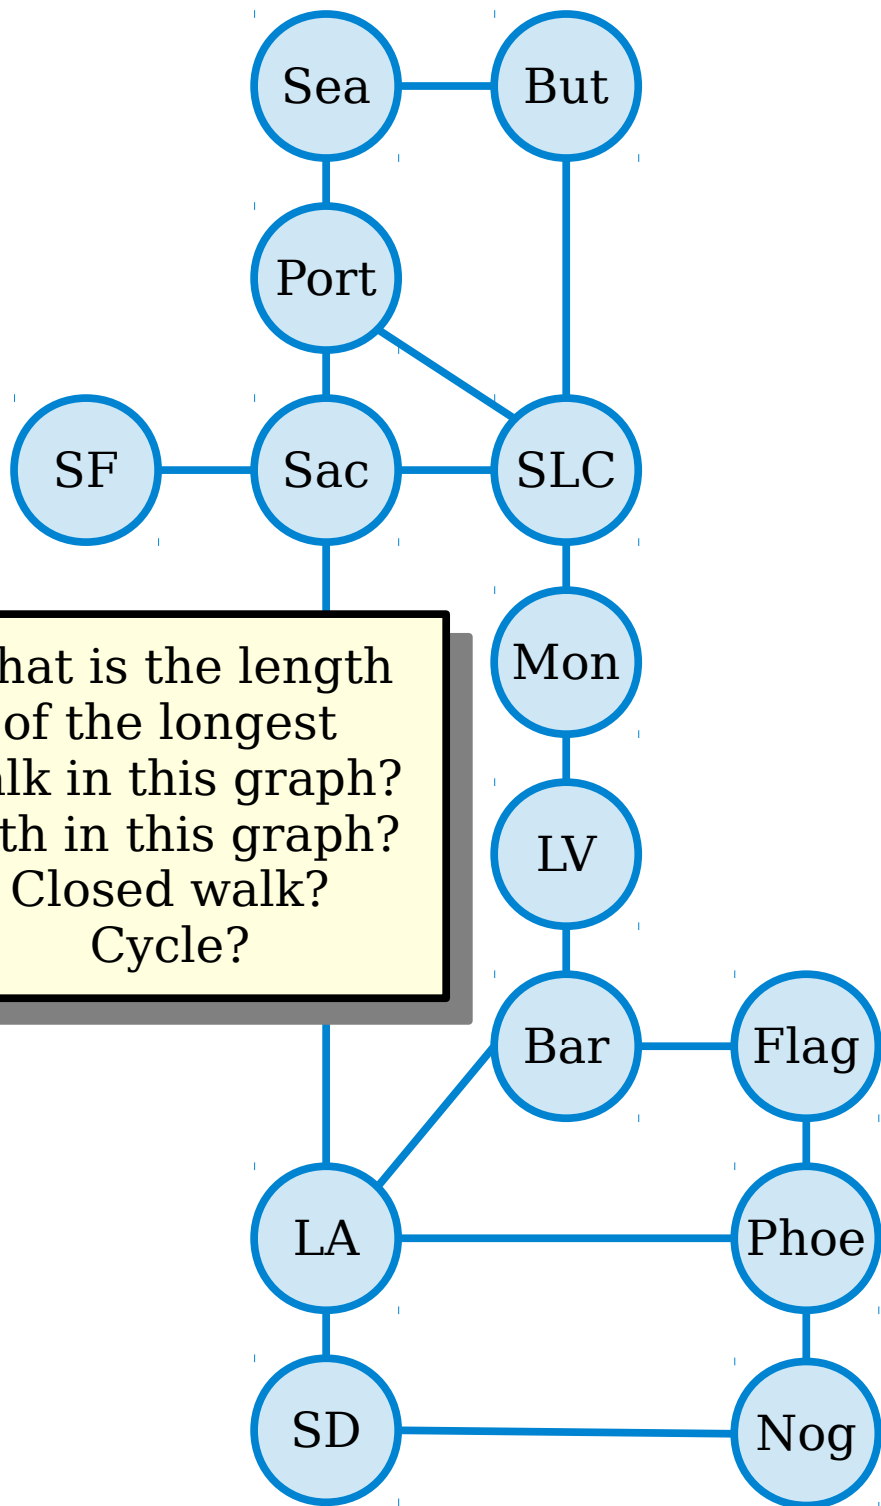 Sea But
Port
SF Sac SLC
Mon
hat is the length
of the longest
lk in this graph?
th in this graph?
Closed walk?
Cycle?
LV
Bar Flag
LA Phoe
SD Nog